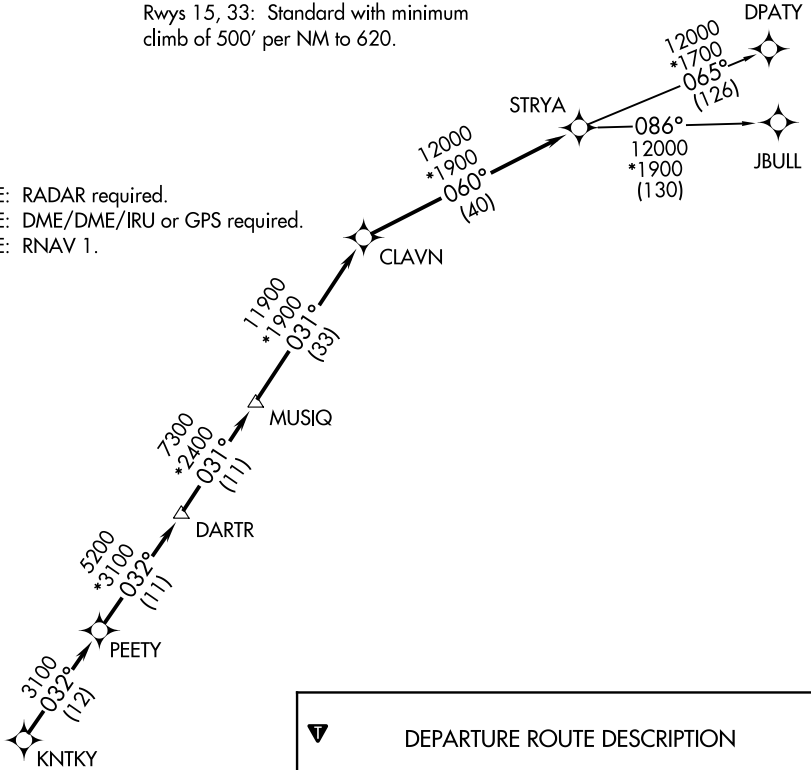 Rwys 15, 33: Standard with minimum
climb of 500' per NM to 620.
DPATY
12000
*1700
065°
(126)
STRYA
086°
12000
*1900
(130)
JBULL
12000
*1900
060°
(40)
E: RADAR required.
E: DME/DME/IRU or GPS required.
E: RNAV 1.
CLAVN
11900
*1900
031°
(33)
MUSIQ
7300
*2400
031°
(11)
DARTR
5200
*3100
032°
(11)
PEETY
3100
032°
(12)
KNTKY
T
DEPARTURE ROUTE DESCRIPTION